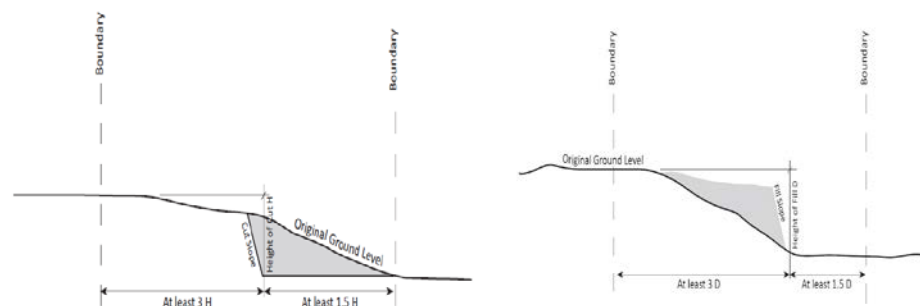 Boundary
Boundary
Cut Slope
Height of Cut H
Original Ground Level
At least 3 H
At least 1.5 H
Boundary
Boundary
Original Ground Level
Fill Slope
Height of Fill D
At least 3 D
At least 1.5 D